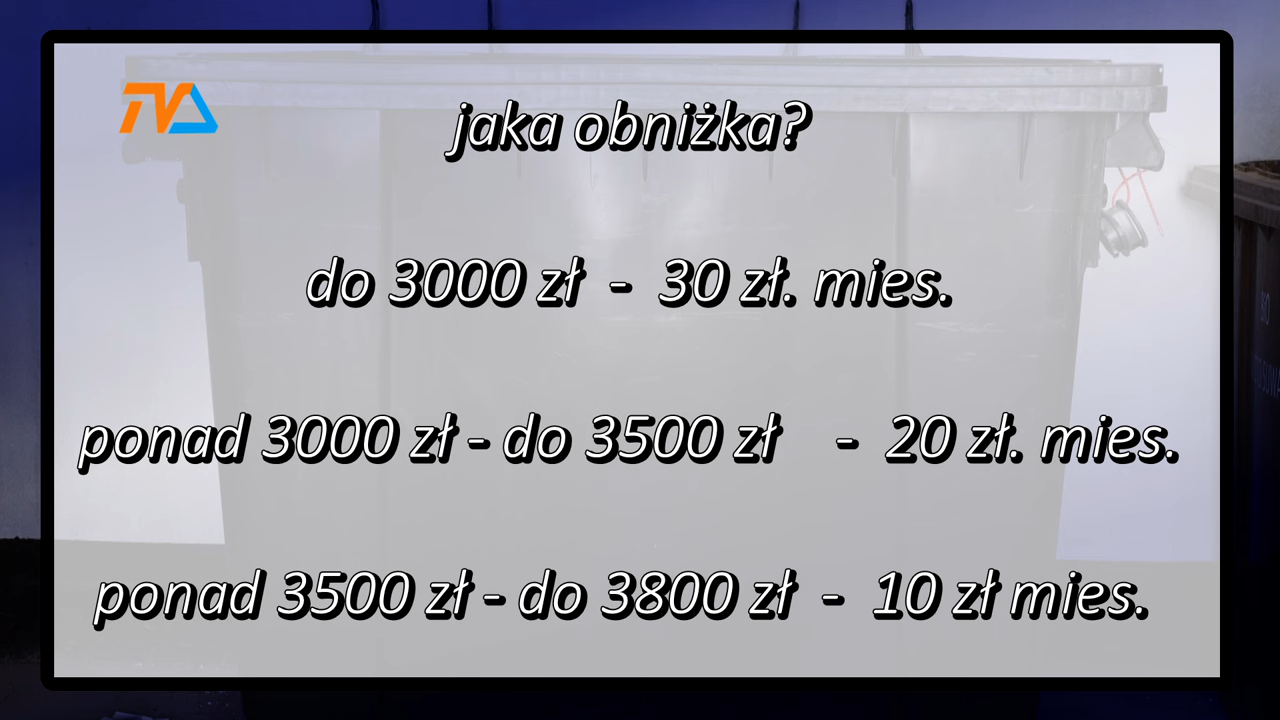 TVA
jaka obniżka?
do 3000 zł - 30 zł. mies.
ponad 3000 zł - do 3500 zł - 20 zł. mies.
ponad 3500 zł - do 3800 zł - 10 zł mies.